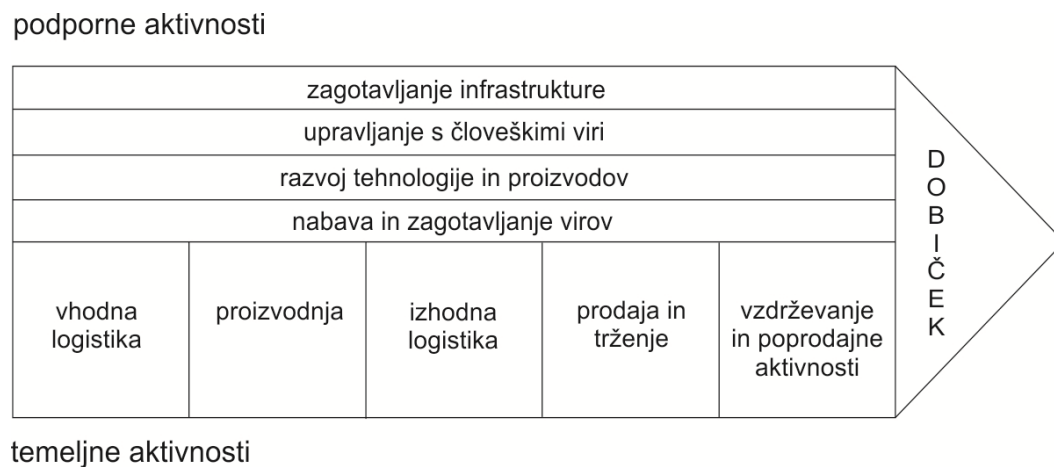 podporne aktivnosti
zagotavljanje infrastrukture
upravljanje s človeškimi viri
razvoj tehnologije in proizvodov
nabava in zagotavljanje virov
vhodna
logistika
proizvodnja
izhodna
logistika
prodaja in
trženje
vzdrževanje
in poprodajne
aktivnosti
DOBIČEK
temeljne aktivnosti